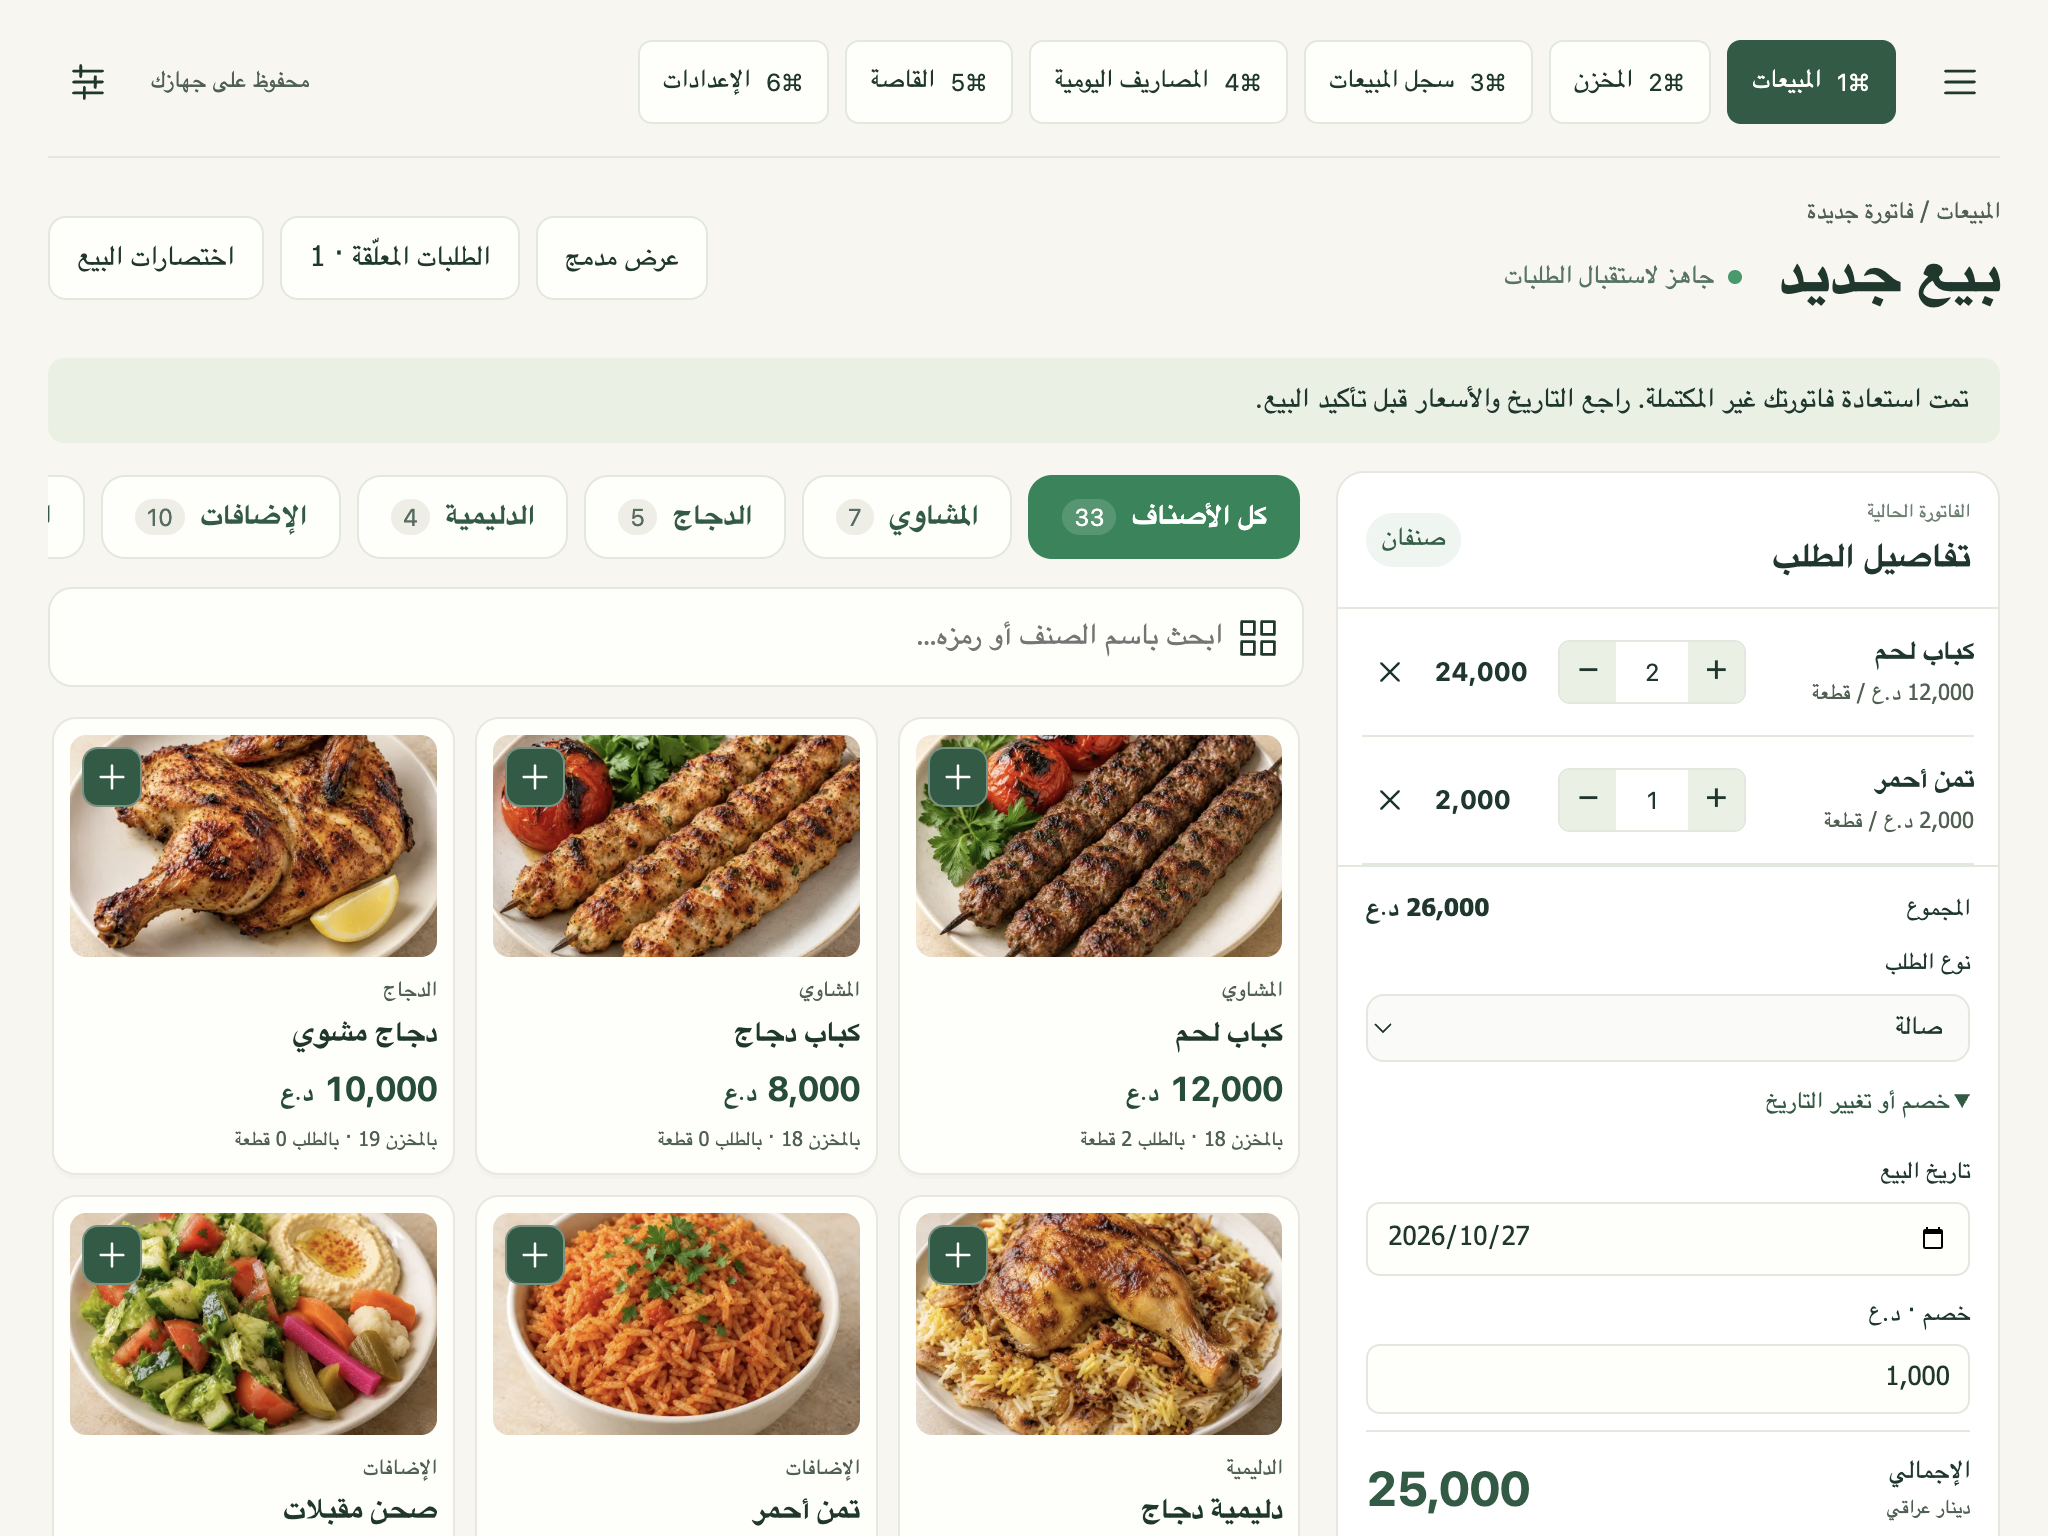 ⌘1 المبيعات
⌘2 المخزن
⌘3 سجل المبيعات
⌘4 المصاريف اليومية
⌘5 القاصة
⌘6 الإعدادات
محفوظ على جهازك
المبيعات / فاتورة جديدة
بيع جديد
جاهز لاستقبال الطلبات
عرض مدمج
الطلبات المعلّقة · 1
اختصارات البيع
تمت استعادة فاتورتك غير المكتملة. راجع التاريخ والأسعار قبل تأكيد البيع.
الفاتورة الحالية
تفاصيل الطلب
صنفان
كباب لحم
12,000 د.ع / قطعة
+ 2 −
24,000
تمن أحمر
2,000 د.ع / قطعة
+ 1 −
2,000
المجموع
26,000 د.ع
نوع الطلب
صالة
خصم أو تغيير التاريخ
تاريخ البيع
2026/10/27
خصم · د.ع
1,000
الإجمالي
دينار عراقي
25,000
كل الأصناف 33
المشاوي 7
الدجاج 5
الدليمية 4
الإضافات 10
ابحث باسم الصنف أو رمزه...
المشاوي
كباب لحم
12,000 د.ع
بالمخزن 18 · بالطلب 2 قطعة
المشاوي
كباب دجاج
8,000 د.ع
بالمخزن 18 · بالطلب 0 قطعة
الدجاج
دجاج مشوي
10,000 د.ع
بالمخزن 19 · بالطلب 0 قطعة
الدليمية
دليمية دجاج
الإضافات
تمن أحمر
الإضافات
صحن مقبلات